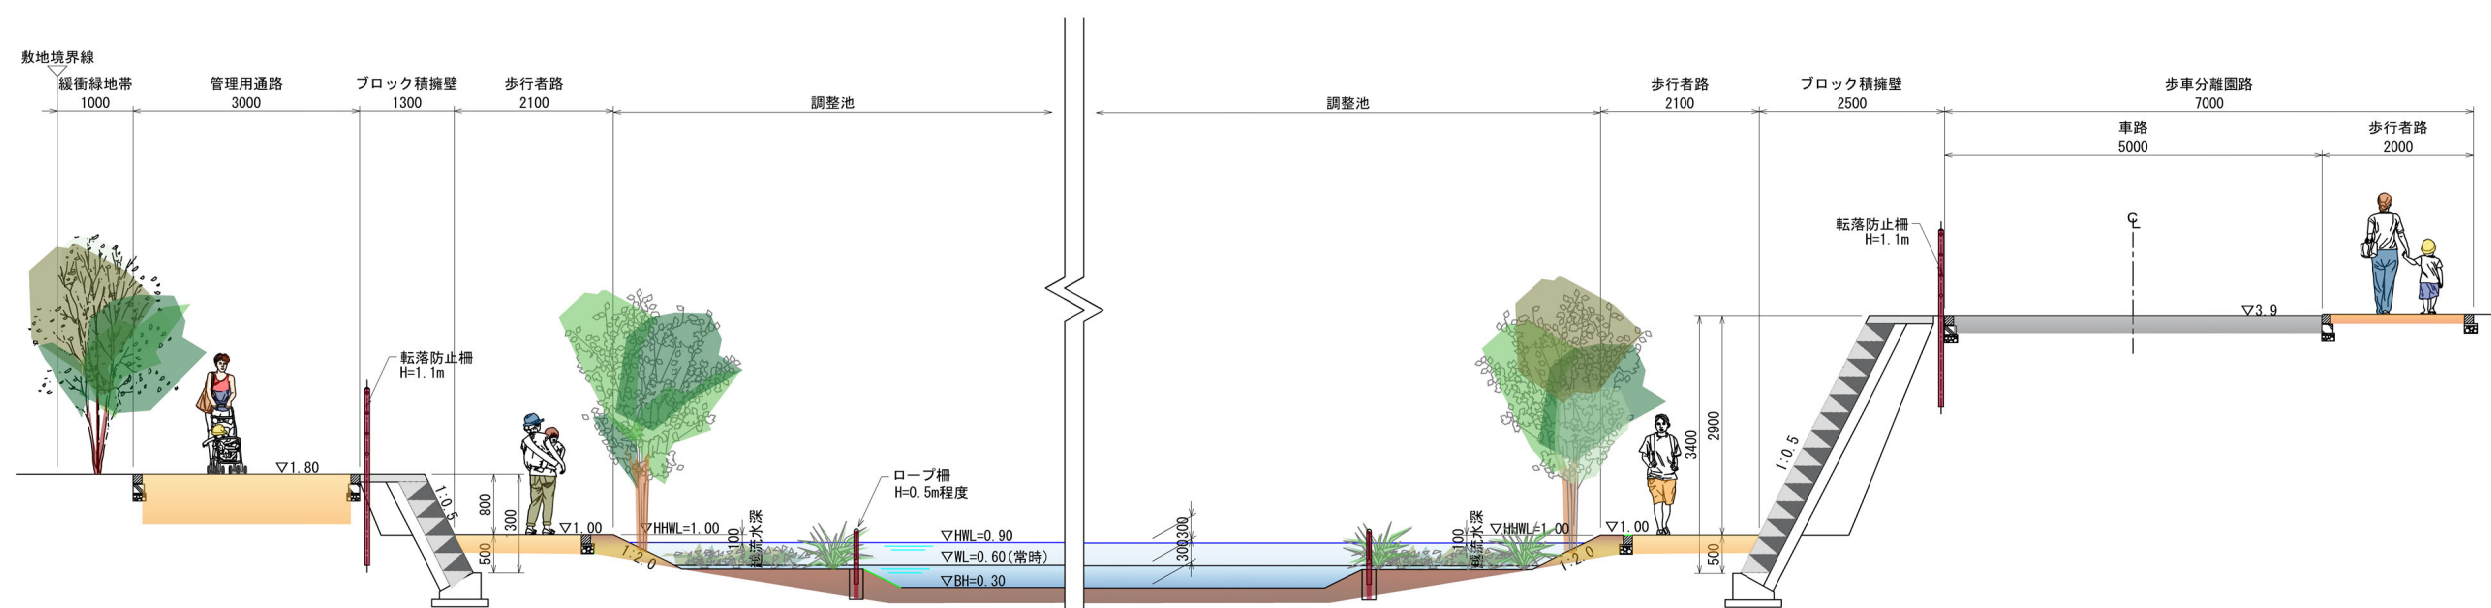 敷地境界線
緩衝緑地帯
1000
管理用通路
3000
ブロック積擁壁
1300
歩行者路
2100
調整池
調整池
歩行者路
2100
ブロック積擁壁
2500
歩車分離園路
7000
車路
5000
歩行者路
2000
転落防止柵
H=1.1m
▽3.9
転落防止柵
H=1.1m
▽1.80
1:0.5
800
300
500
▽1.00
▽HHWL=1.00
1:2.0
100
越流水深
ロープ柵
H=0.5m程度
▽HWL=0.90
▽WL=0.60(常時)
▽BH=0.30
300
300
100
越流水深
▽HHWL=1.00
1:2.0
▽1.00
3400
2900
500
1:0.5